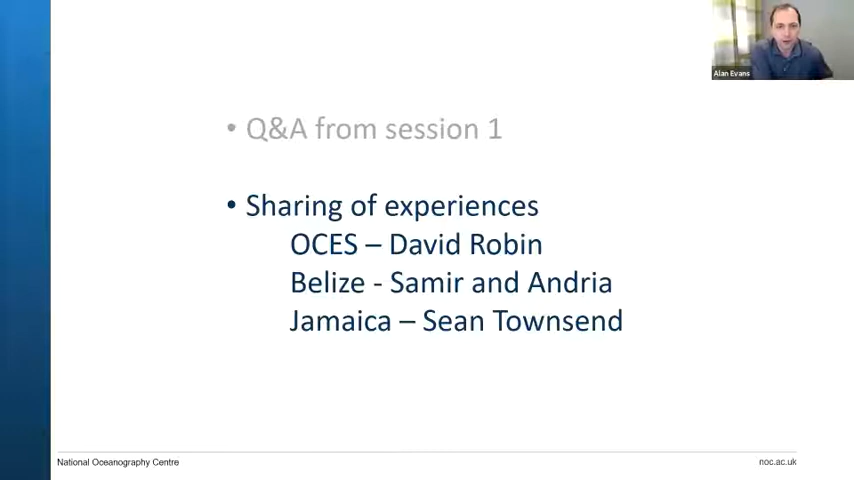 Alan Evans
• Q&A from session 1
• Sharing of experiences
OCES – David Robin
Belize - Samir and Andria
Jamaica – Sean Townsend
National Oceanography Centre
noc.ac.uk